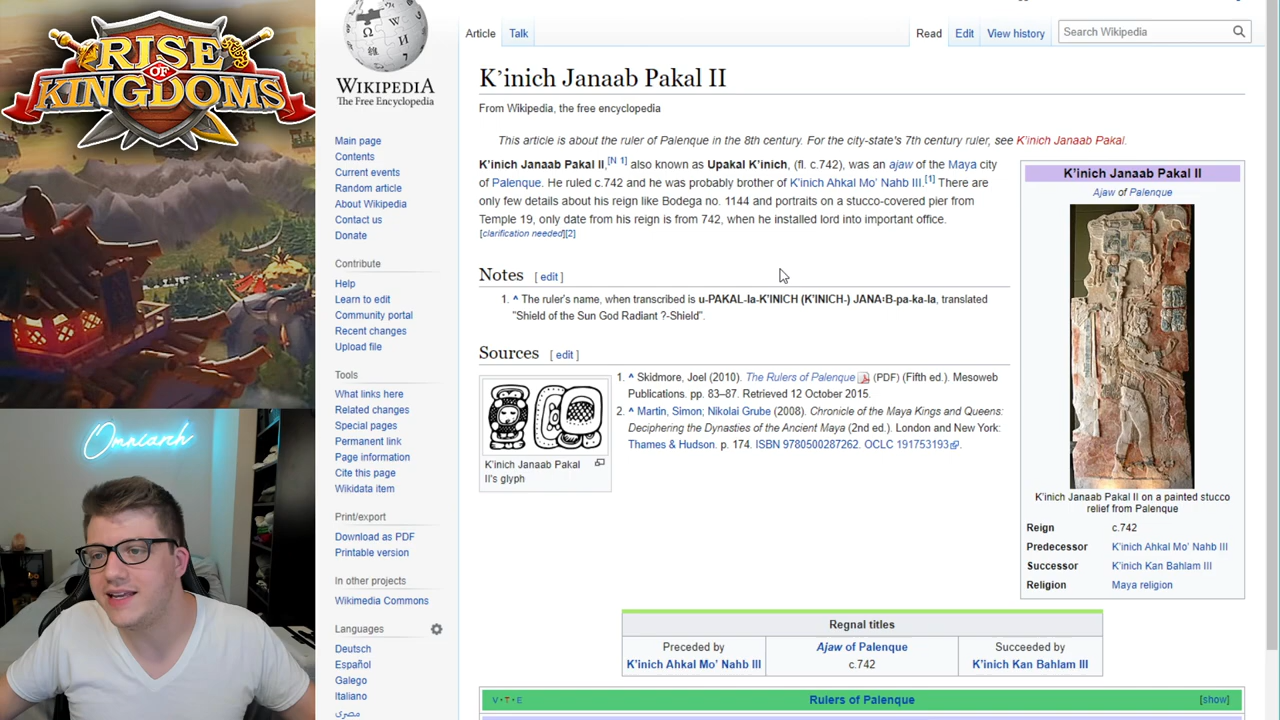 RISE
OF
KINGDOMS
Omniarch
WIKIPEDIA
The Free Encyclopedia
Main page
Contents
Current events
Random article
About Wikipedia
Contact us
Donate
Contribute
Help
Learn to edit
Community portal
Recent changes
Upload file
Tools
What links here
Related changes
Special pages
Permanent link
Page information
Cite this page
Wikidata item
Print/export
Download as PDF
Printable version
In other projects
Wikimedia Commons
Languages
Deutsch
Español
Galego
Italiano
مصرى
Article Talk
Read Edit View history
Search Wikipedia
K’inich Janaab Pakal II
From Wikipedia, the free encyclopedia
This article is about the ruler of Palenque in the 8th century. For the city-state's 7th century ruler, see K'inich Janaab Pakal.
K’inich Janaab Pakal II,[N 1] also known as Upakal K’inich, (fl. c.742), was an ajaw of the Maya city
of Palenque. He ruled c.742 and he was probably brother of K’inich Ahkal Mo’ Nahb III.[1] There are
only few details about his reign like Bodega no. 1144 and portraits on a stucco-covered pier from
Temple 19, only date from his reign is from 742, when he installed lord into important office.
[clarification needed][2]
Notes [ edit ]
1. ^ The ruler's name, when transcribed is u-PAKAL-la-K’INICH (K’INICH-) JANA:B-pa-ka-la, translated
"Shield of the Sun God Radiant ?-Shield".
Sources [ edit ]
K’inich Janaab Pakal
II's glyph
1. ^ Skidmore, Joel (2010). The Rulers of Palenque (PDF) (Fifth ed.). Mesoweb
Publications. pp. 83–87. Retrieved 12 October 2015.
2. ^ Martin, Simon; Nikolai Grube (2008). Chronicle of the Maya Kings and Queens:
Deciphering the Dynasties of the Ancient Maya (2nd ed.). London and New York:
Thames & Hudson. p. 174. ISBN 9780500287262. OCLC 191753193.
K’inich Janaab Pakal II
Ajaw of Palenque
K’inich Janaab Pakal II on a painted stucco
relief from Palenque
Reign c.742
Predecessor K’inich Ahkal Mo’ Nahb III
Successor K’inich Kan Bahlam III
Religion Maya religion
Regnal titles
Preceded by
K’inich Ahkal Mo’ Nahb III
Ajaw of Palenque
c.742
Succeeded by
K’inich Kan Bahlam III
V • T • E Rulers of Palenque [show]